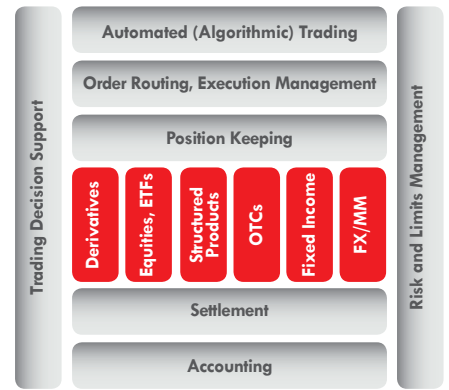 Trading Decision Support
Automated (Algorithmic) Trading
Order Routing, Execution Management
Position Keeping
Derivatives
Equities, ETFs
Structured
Products
OTCs
Fixed Income
FX/MM
Settlement
Accounting
Risk and Limits Management